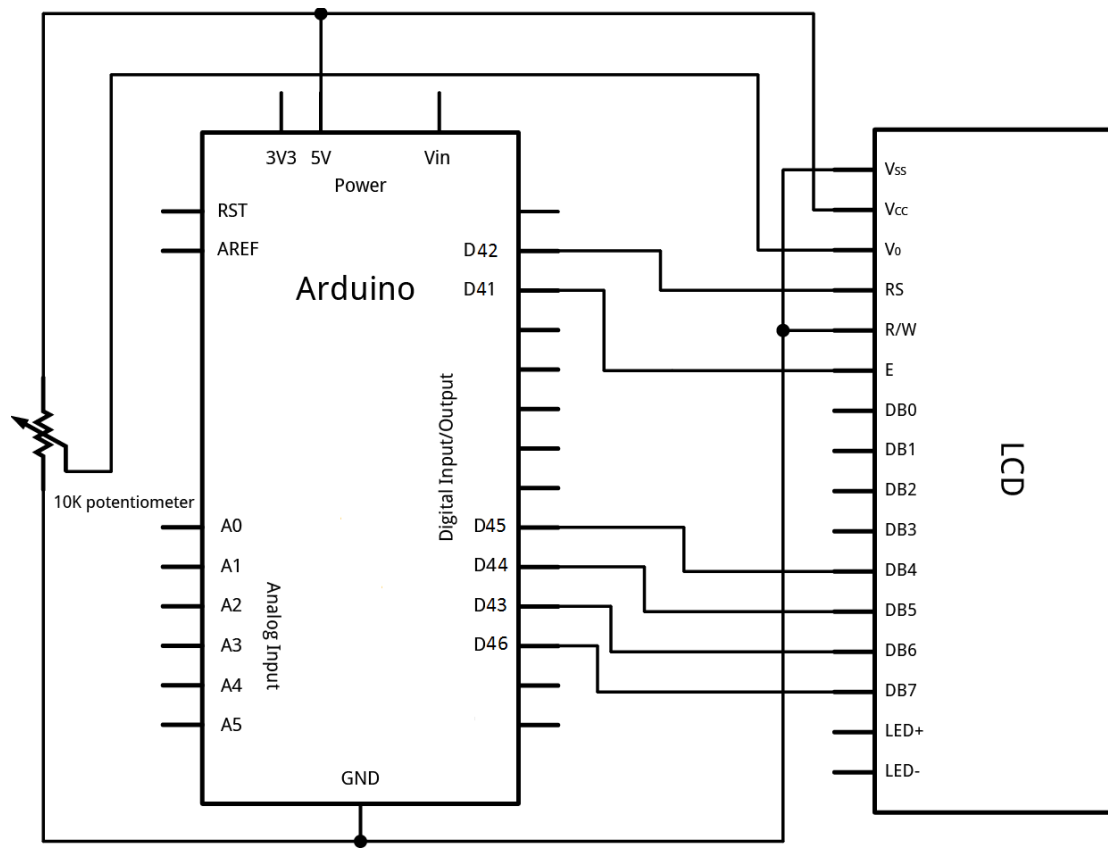 3V3 5V Vin
Power
RST
AREF
Arduino
D42
D41
Digital Input/Output
10K potentiometer
A0
A1
A2
A3
A4
A5
Analog Input
D45
D44
D43
D46
GND
Vss
Vcc
V0
RS
R/W
E
DB0
DB1
DB2
DB3
DB4
DB5
DB6
DB7
LED+
LED-
LCD